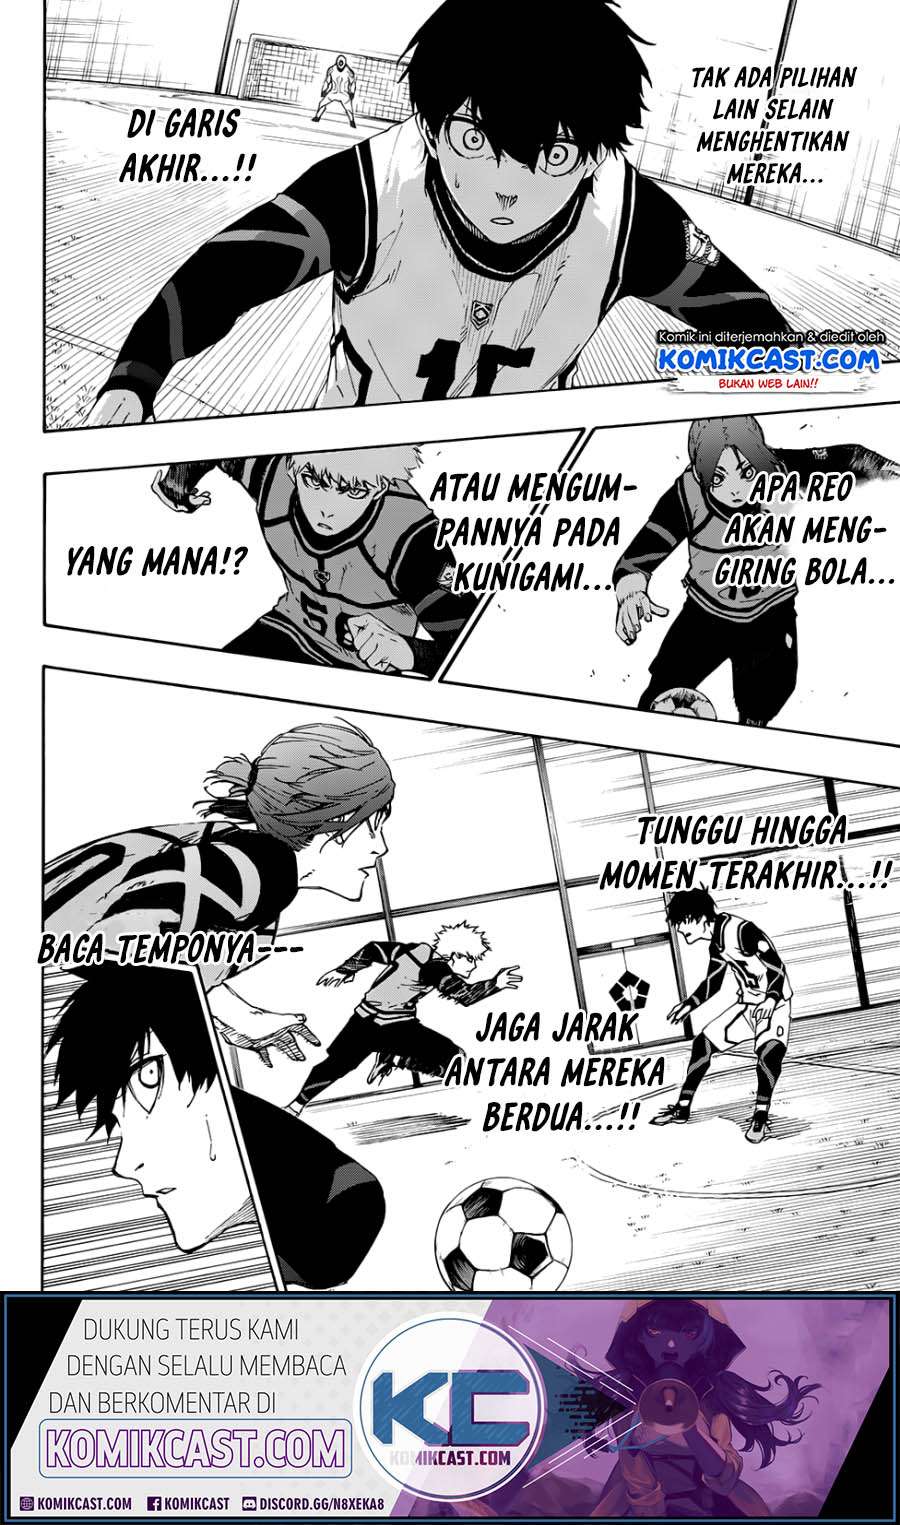 TAK ADA PILIHAN
LAIN SELAIN
MENGHENTIKAN
MEREKA...
DI GARIS
AKHIR...!!
15
Komik ini diterjemahkan & diedit oleh
KOMIKCAST.COM
BUKAN WEB LAIN!!
APA REO
AKAN MENG-
GIRING BOLA...
ATAU MENGUM-
PANNYA PADA
KUNIGAMI...
YANG MANA!?
50
TUNGGU HINGGA
MOMEN TERAKHIR...!!
BACA TEMPONYA---
JAGA JARAK
ANTARA MEREKA
BERDUA...!!
DUKUNG TERUS KAMI
DENGAN SELALU MEMBACA
DAN BERKOMENTAR DI
KOMIKCAST.COM
KC
KOMIKCAST.COM
KOMIKCAST.COM KOMIKCAST DISCORD.GG/N8XEKA8